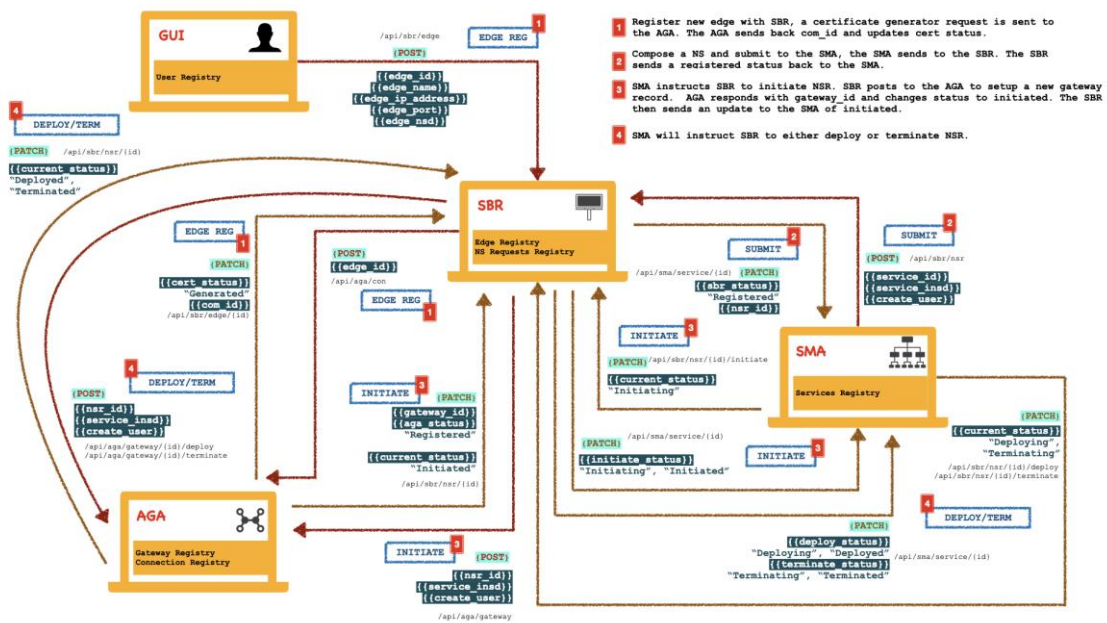 GUI
User Registry
/api/sbr/edge
EDGE REG
1
(POST)
{{edge_id}}
{{edge_name}}
{{edge_ip_address}}
{{edge_port}}
{{edge_nsd}}
1 Register new edge with SBR, a certificate generator request is sent to
the AGA. The AGA sends back com_id and updates cert status.
2 Compose a NS and submit to the SMA, the SMA sends to the SBR. The SBR
sends a registered status back to the SMA.
3 SMA instructs SBR to initiate NSR. SBR posts to the AGA to setup a new gateway
record. AGA responds with gateway_id and changes status to initiated. The SBR
then sends an update to the SMA of initiated.
4 SMA will instruct SBR to either deploy or terminate NSR.
4
DEPLOY/TERM
(PATCH) /api/sbr/nsr/(id)
{{current_status}}
"Deployed",
"Terminated"
SBR
Edge Registry
NS Requests Registry
EDGE REG
1
(PATCH)
{{cert_status}}
"Generated"
{{com_id}}
/api/sbr/edge/(id)
(POST)
{{edge_id}}
/api/aga/con
EDGE REG
1
2
SUBMIT
/api/sma/service/(id) (PATCH)
{{sbr_status}}
"Registered"
{{nsr_id}}
2
SUBMIT
(POST) /api/sbr/nsr
{{service_id}}
{{service_insd}}
{{create_user}}
3
INITIATE
(PATCH) /api/sbr/nsr/(id)/initiate
{{current_status}}
"Initiating"
SMA
Services Registry
4
DEPLOY/TERM
(POST)
{{nsr_id}}
{{service_insd}}
{{create_user}}
/api/aga/gateway/(id)/deploy
/api/aga/gateway/(id)/terminate
3
INITIATE
(PATCH)
{{gateway_id}}
{{aga_status}}
"Registered"
{{current_status}}
"Initiated"
/api/sbr/nsr/(id)
(PATCH) /api/sma/service/(id)
{{initiate_status}}
"Initiating", "Initiated"
3
INITIATE
(PATCH)
{{current_status}}
"Deploying",
"Terminating"
/api/sbr/nsr/(id)/deploy
/api/sbr/nsr/(id)/terminate
4
DEPLOY/TERM
(PATCH)
{{deploy_status}}
"Deploying", "Deployed"
/api/sma/service/(id)
{{terminate_status}}
"Terminating", "Terminated"
AGA
Gateway Registry
Connection Registry
3
INITIATE
(POST)
{{nsr_id}}
{{service_insd}}
{{create_user}}
/api/aga/gateway